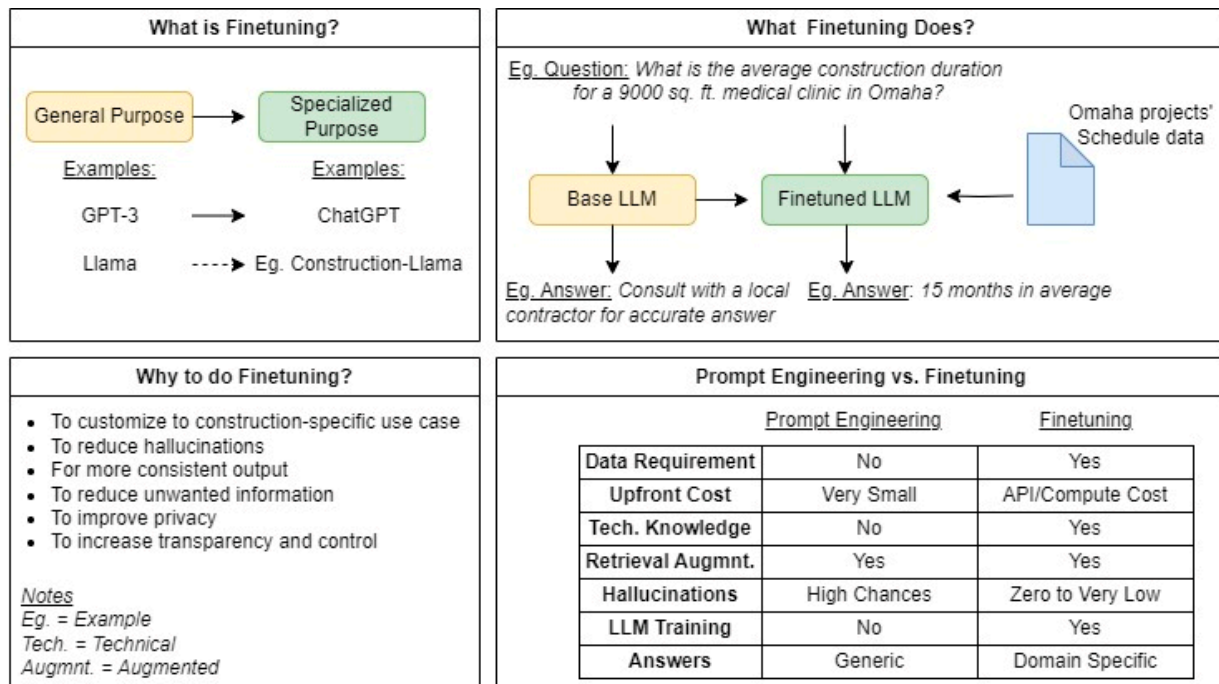 What is Finetuning?
General Purpose
Specialized
Purpose
Examples:
Examples:
GPT-3
ChatGPT
Llama
Eg. Construction-Llama
What Finetuning Does?
Eg. Question: What is the average construction duration
for a 9000 sq. ft. medical clinic in Omaha?
Omaha projects'
Schedule data
Base LLM
Finetuned LLM
Eg. Answer: Consult with a local
contractor for accurate answer
Eg. Answer: 15 months in average
Why to do Finetuning?
• To customize to construction-specific use case
• To reduce hallucinations
• For more consistent output
• To reduce unwanted information
• To improve privacy
• To increase transparency and control
Notes
Eg. = Example
Tech. = Technical
Augmnt. = Augmented
Prompt Engineering vs. Finetuning
Prompt Engineering Finetuning
Data Requirement No Yes
Upfront Cost Very Small API/Compute Cost
Tech. Knowledge No Yes
Retrieval Augmnt. Yes Yes
Hallucinations High Chances Zero to Very Low
LLM Training No Yes
Answers Generic Domain Specific